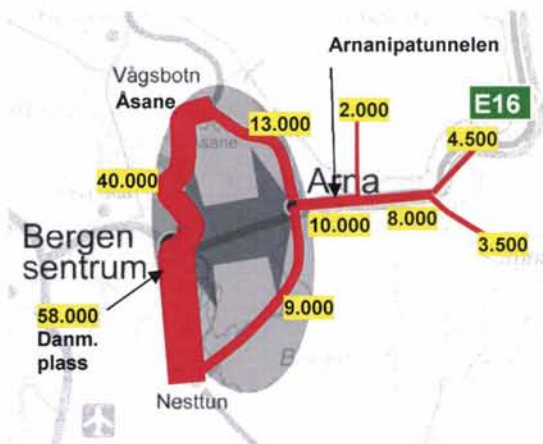 Arnanipatunnelen
Vågsbotn
Åsane
2.000
E16
13.000
4.500
Åsane
40.000
Arna
10.000
8.000
Bergen
sentrum
3.500
58.000
Danm.
plass
9.000
Nesttun